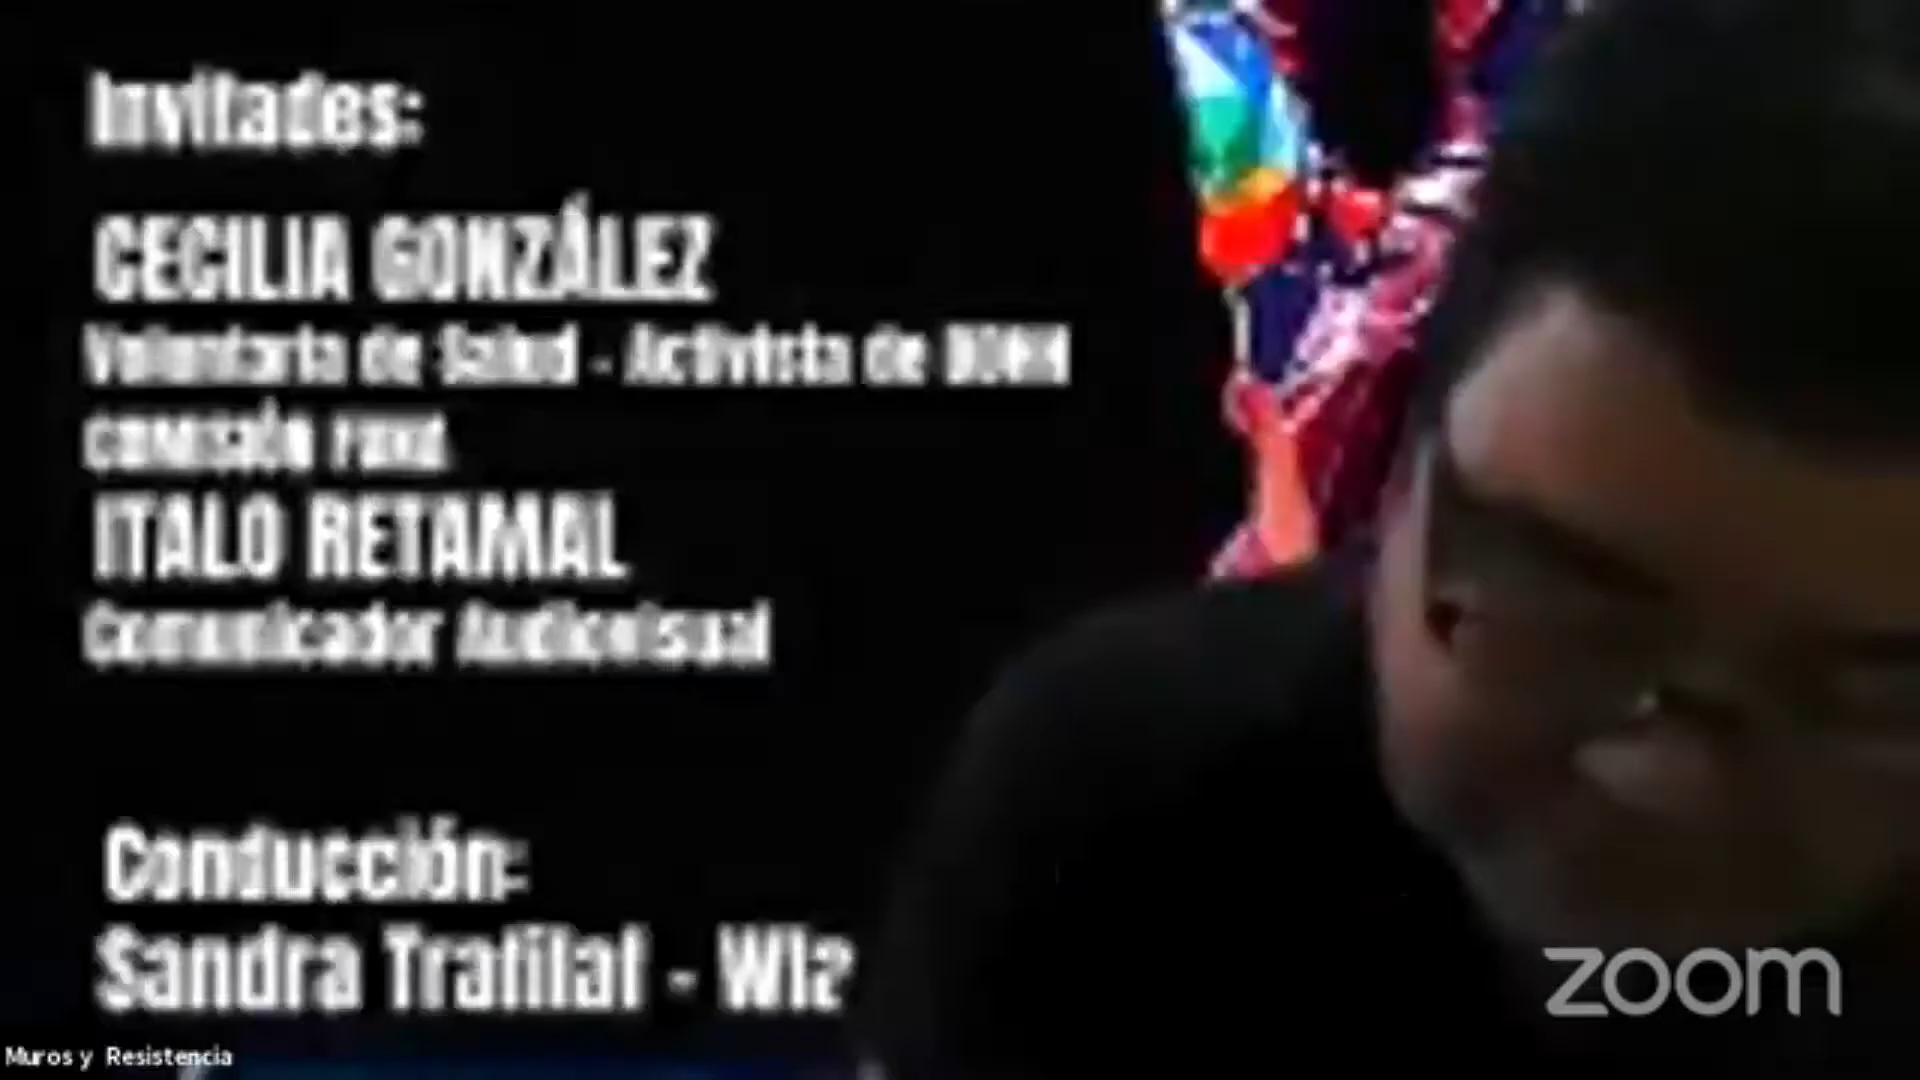 Invitades:
CECILIA GONZÁLEZ
Voluntaria de Salud - Activista de DDHH
COMISIÓN
ITALO RETAMAL
Comunicador Audiovisual
Conducción:
Sandra Trafilaf -
Muros y Resistencia
zoom